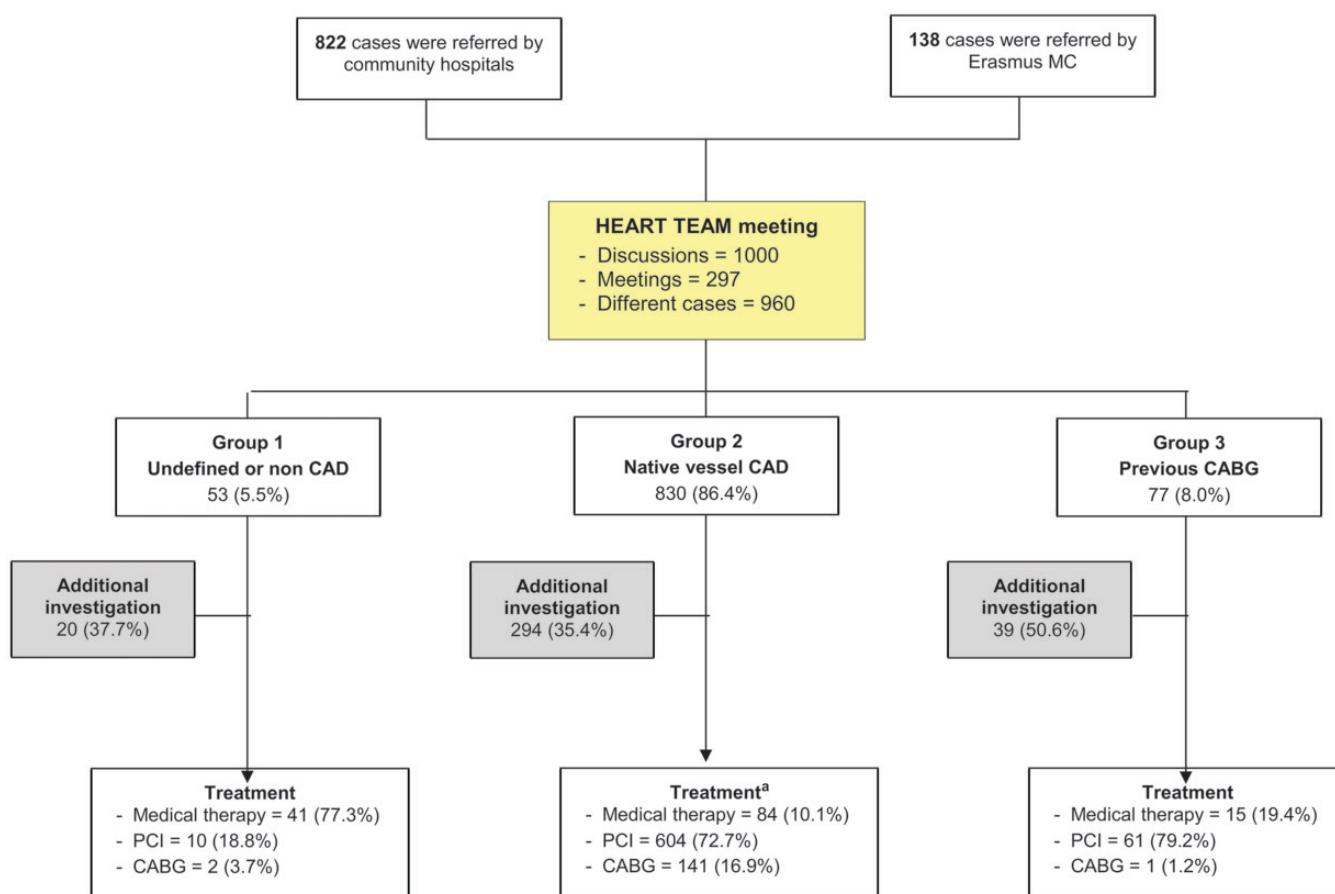 822 cases were referred by
community hospitals
138 cases were referred by
Erasmus MC
HEART TEAM meeting
- Discussions = 1000
- Meetings = 297
- Different cases = 960
Group 1
Undefined or non CAD
53 (5.5%)
Group 2
Native vessel CAD
830 (86.4%)
Group 3
Previous CABG
77 (8.0%)
Additional
investigation
20 (37.7%)
Additional
investigation
294 (35.4%)
Additional
investigation
39 (50.6%)
Treatment
- Medical therapy = 41 (77.3%)
- PCI = 10 (18.8%)
- CABG = 2 (3.7%)
Treatmentᵃ
- Medical therapy = 84 (10.1%)
- PCI = 604 (72.7%)
- CABG = 141 (16.9%)
Treatment
- Medical therapy = 15 (19.4%)
- PCI = 61 (79.2%)
- CABG = 1 (1.2%)